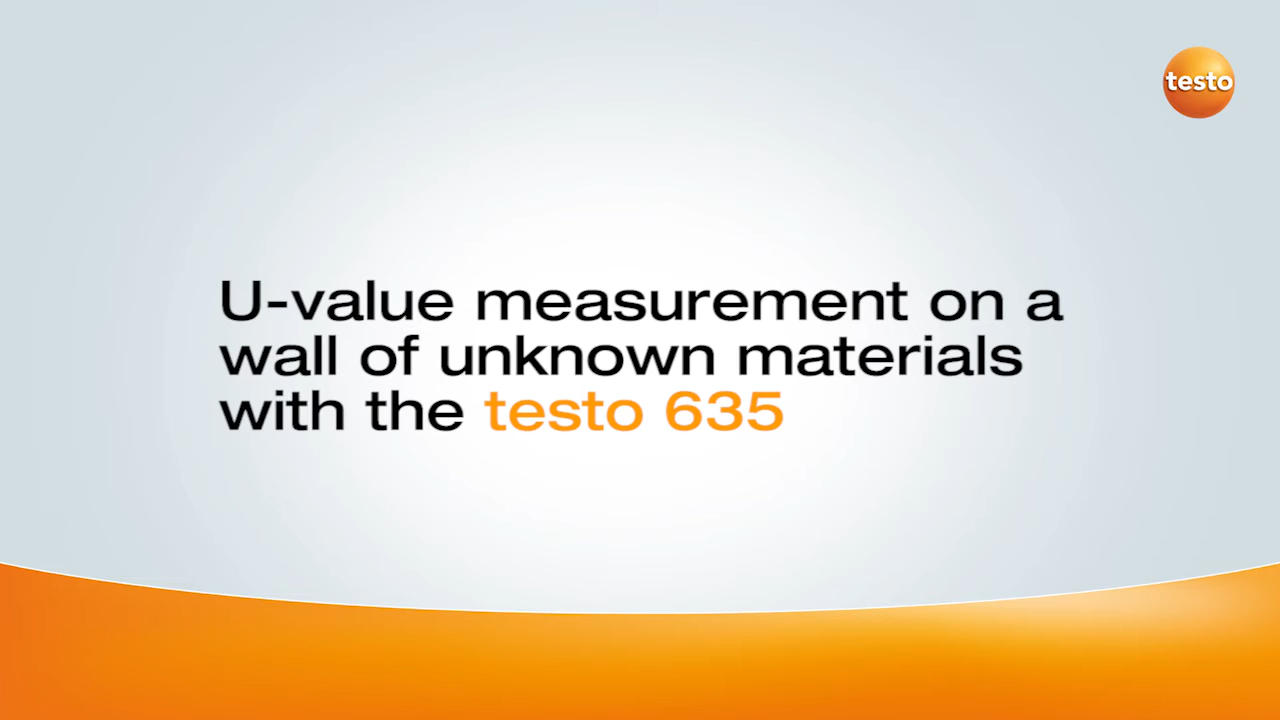 testo
U-value measurement on a
wall of unknown materials
with the testo 635